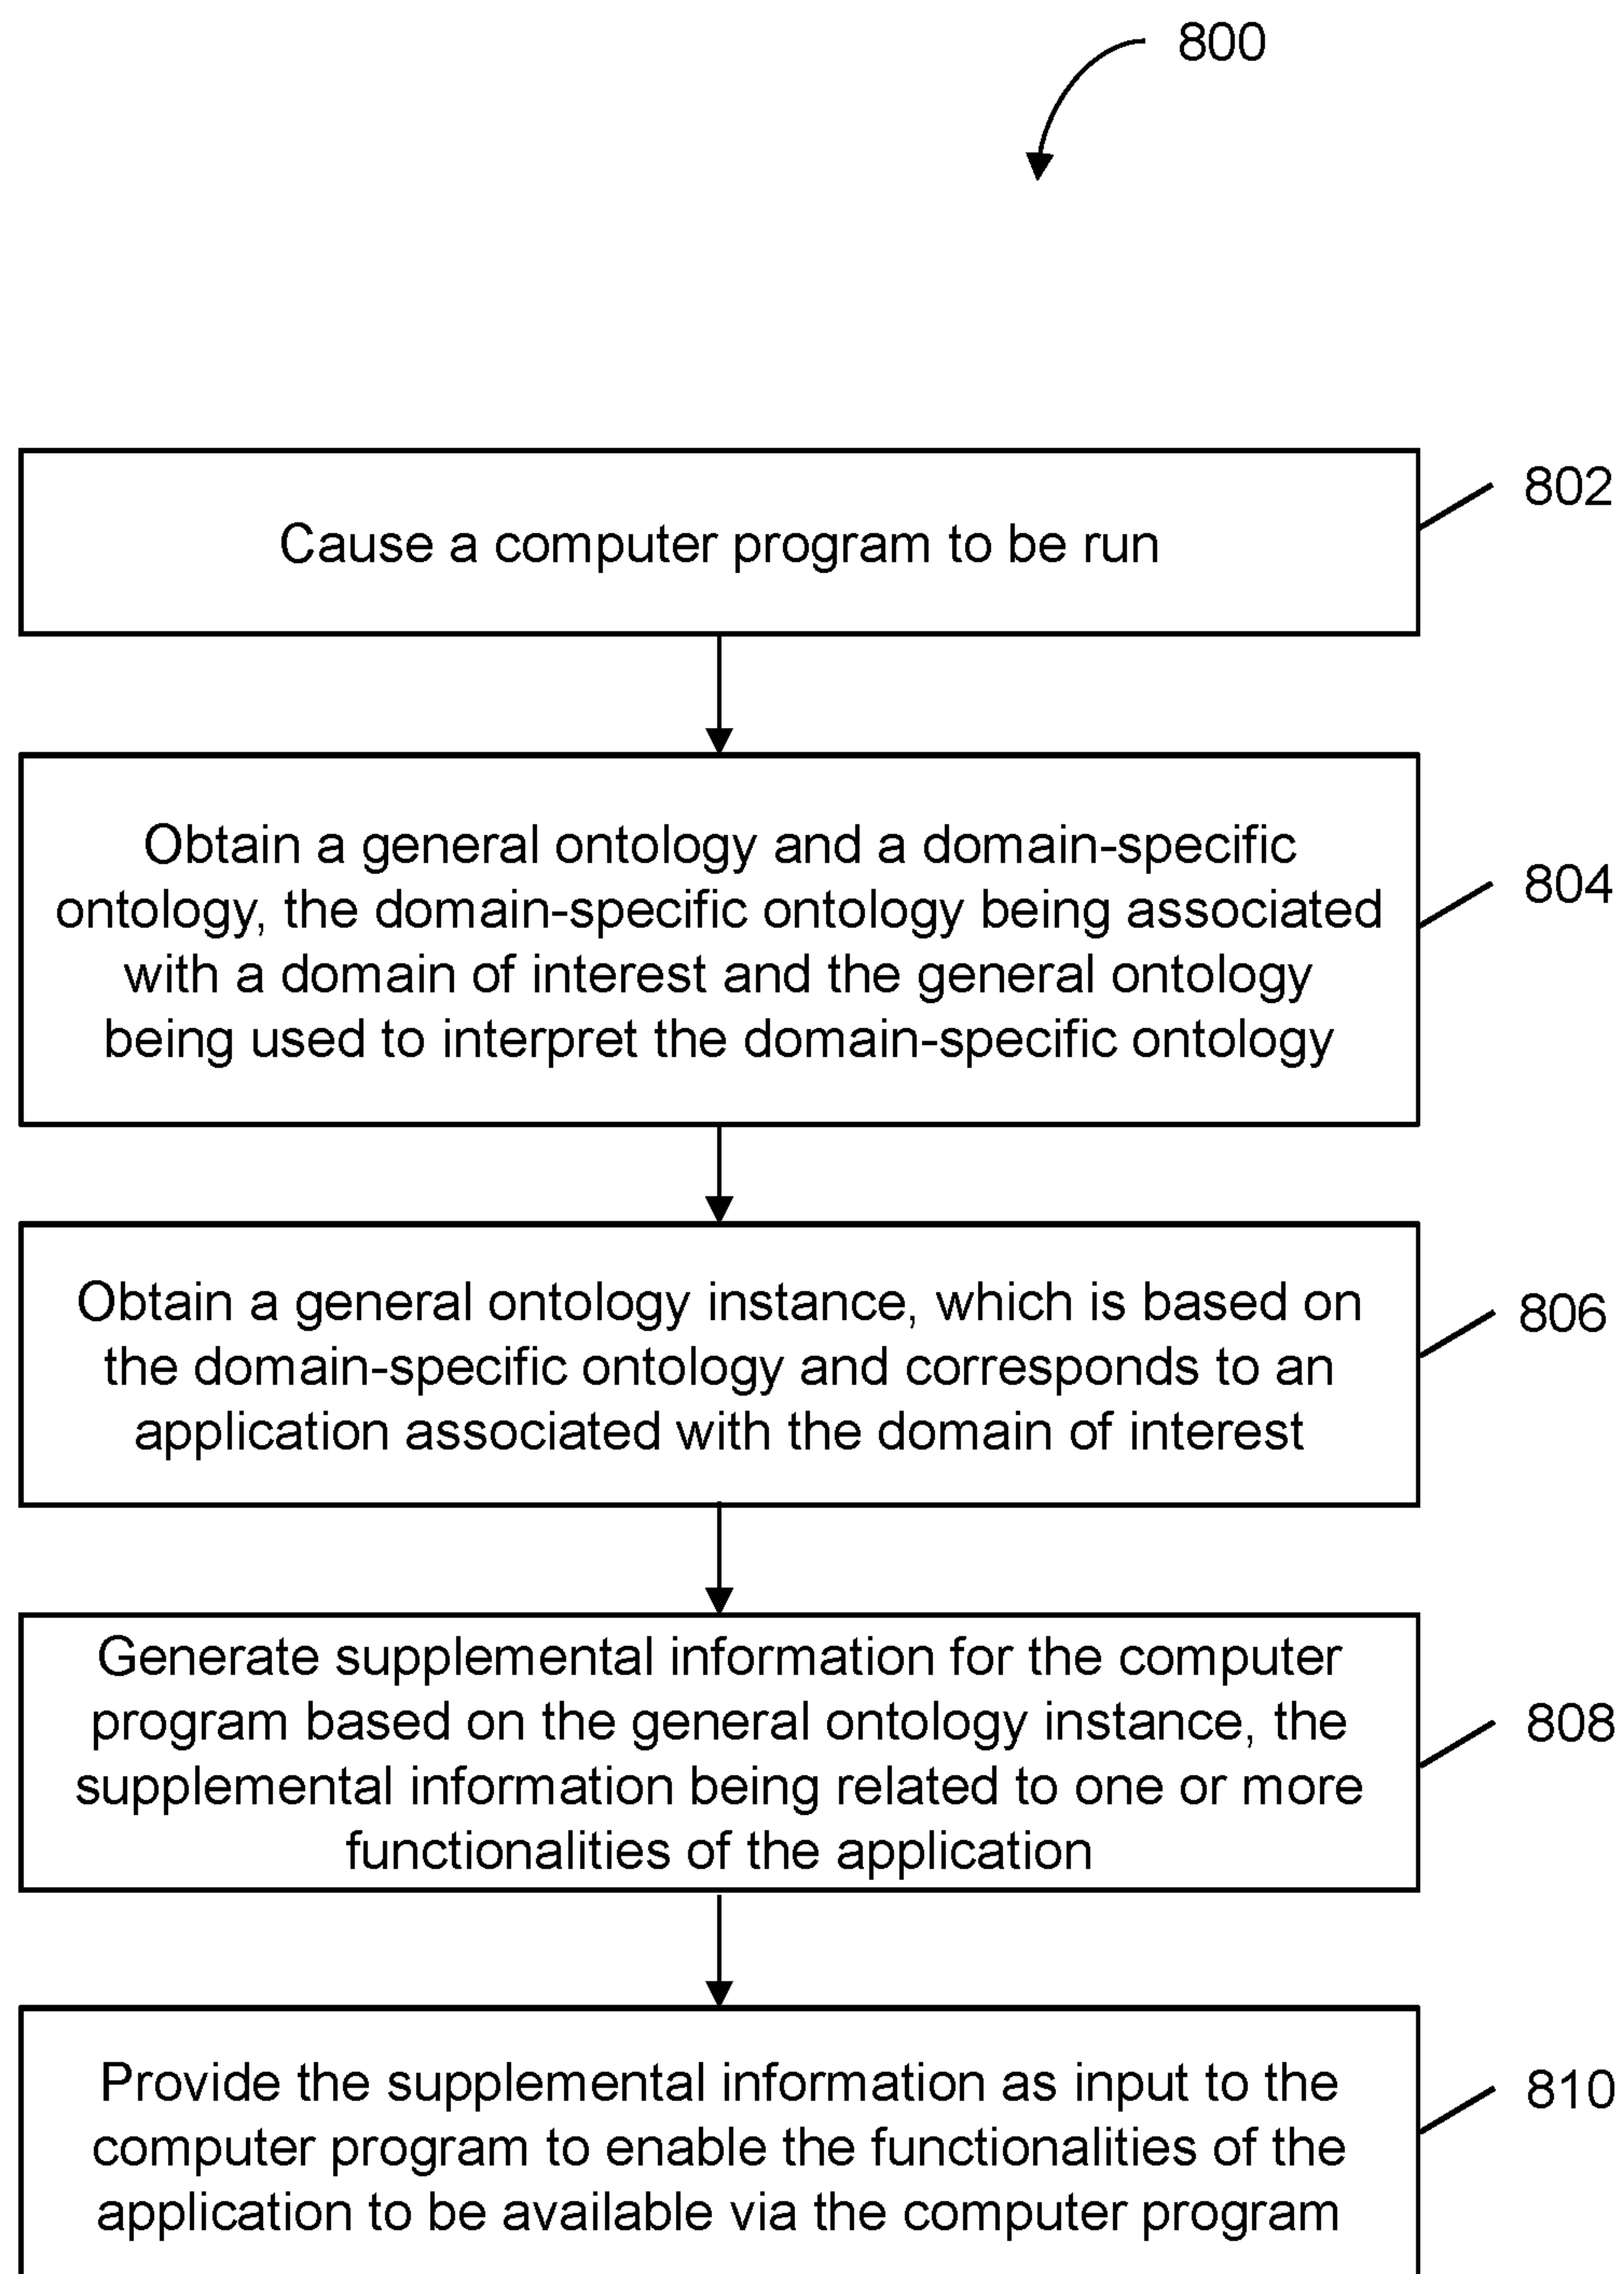 800
Cause a computer program to be run
802
Obtain a general ontology and a domain-specific
ontology, the domain-specific ontology being associated
with a domain of interest and the general ontology
being used to interpret the domain-specific ontology
804
Obtain a general ontology instance, which is based on
the domain-specific ontology and corresponds to an
application associated with the domain of interest
806
Generate supplemental information for the computer
program based on the general ontology instance, the
supplemental information being related to one or more
functionalities of the application
808
Provide the supplemental information as input to the
computer program to enable the functionalities of the
application to be available via the computer program
810